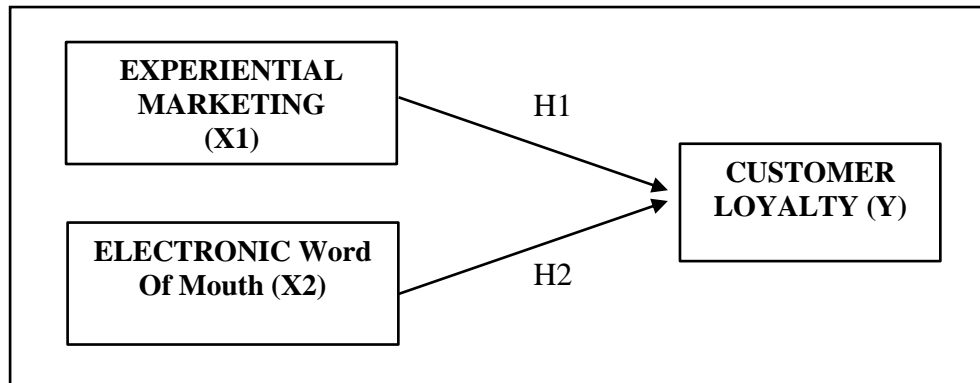 EXPERIENTIAL
MARKETING
(X1)
H1
CUSTOMER
LOYALTY (Y)
ELECTRONIC Word
Of Mouth (X2)
H2